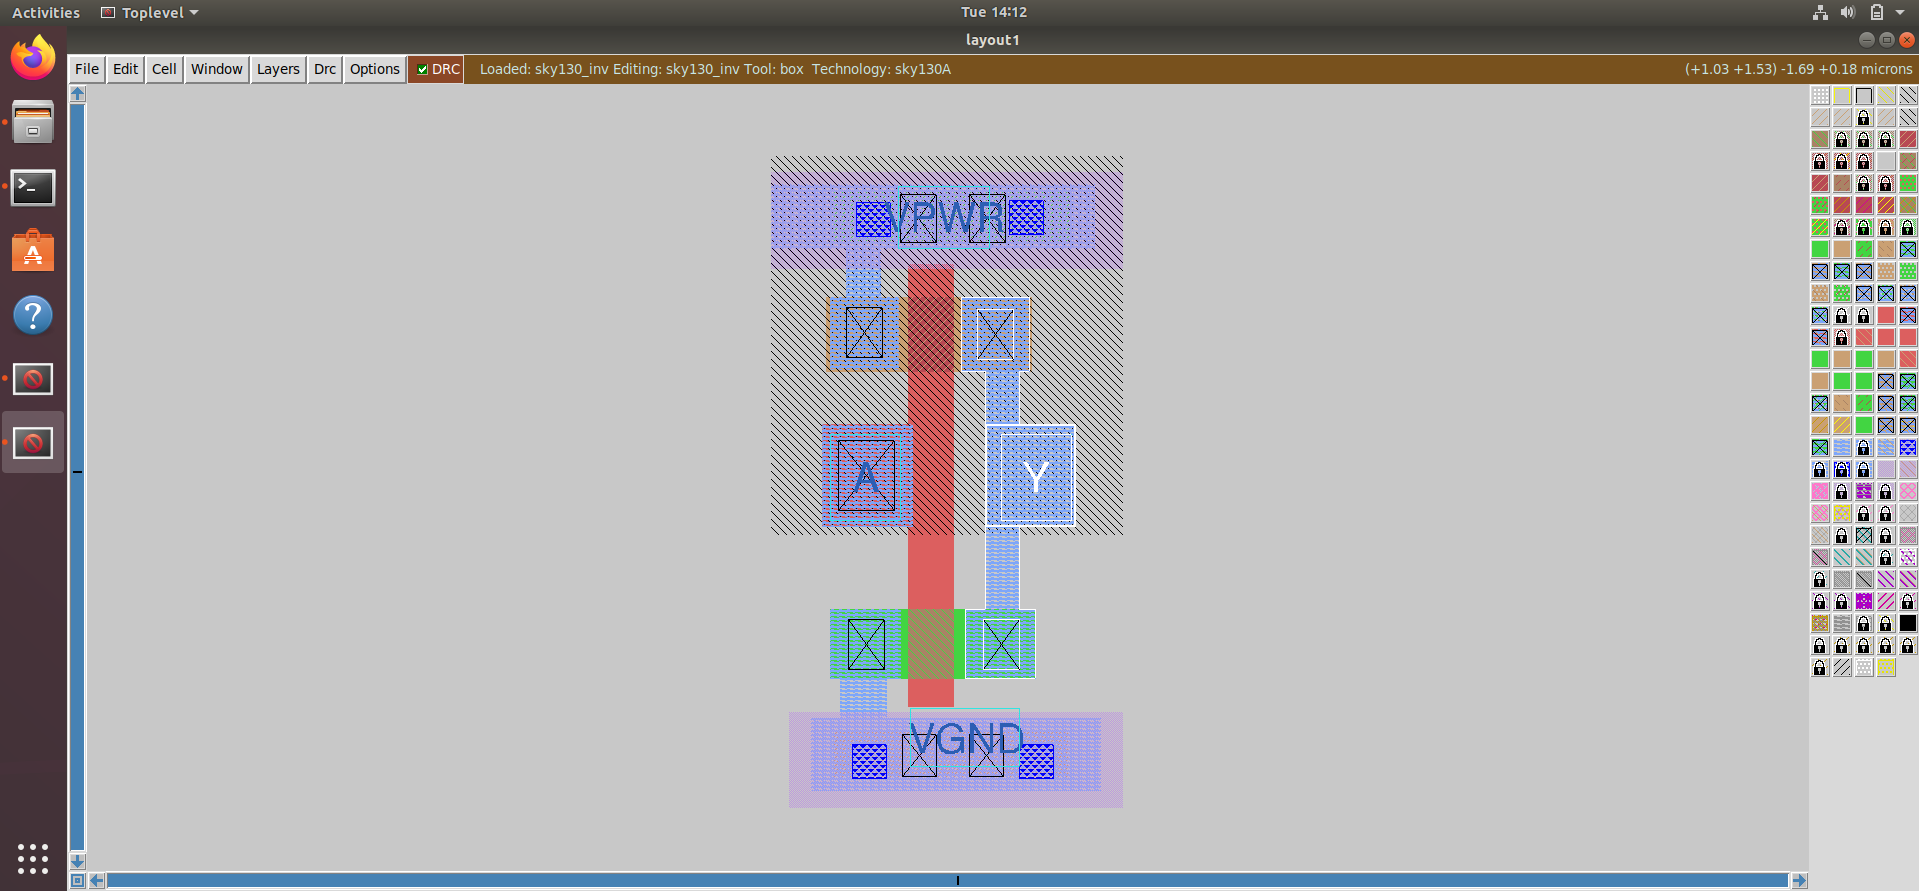 Activities Toplevel Tue 14:12
layout1
File Edit Cell Window Layers Drc Options DRC Loaded: sky130_inv Editing: sky130_inv Tool: box Technology: sky130A (+1.03 +1.53) -1.69 +0.18 microns
VPWR
A Y
VGND